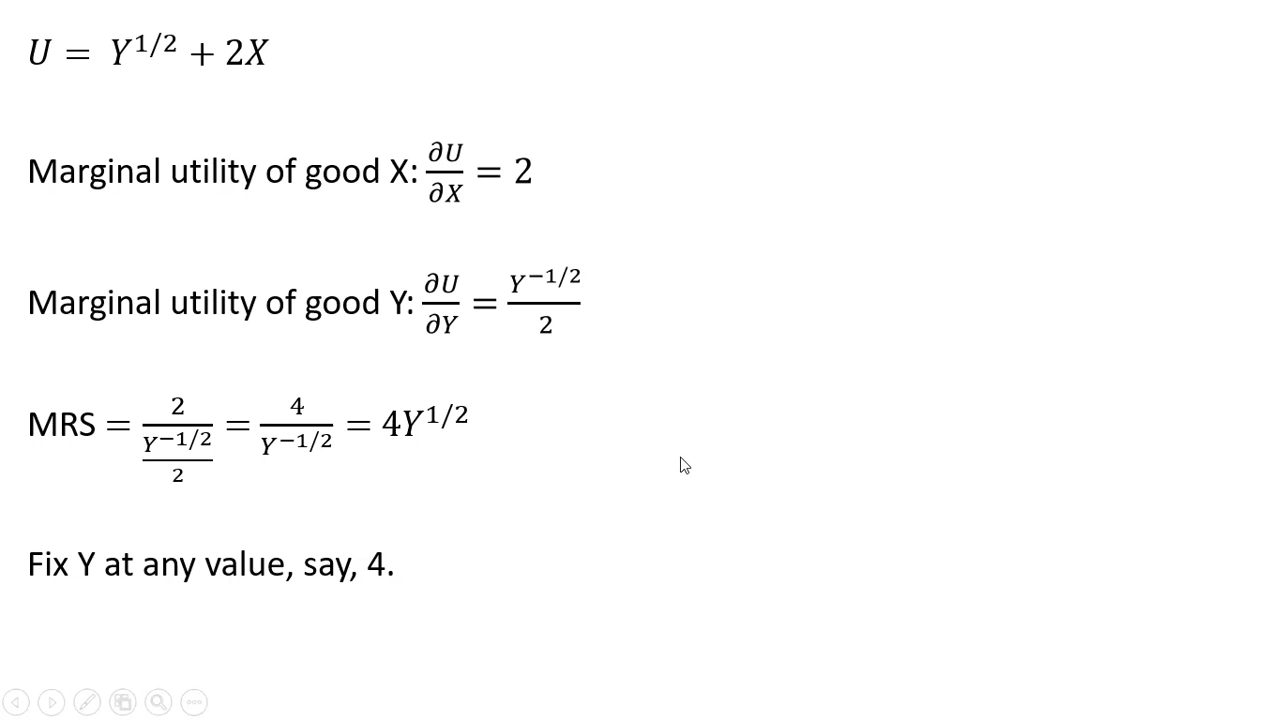 U = Y^{1/2} + 2X
Marginal utility of good X: ∂U/∂X = 2
Marginal utility of good Y: ∂U/∂Y = Y^{−1/2}/2
MRS = 2/(Y^{−1/2}/2) = 4/Y^{−1/2} = 4Y^{1/2}
Fix Y at any value, say, 4.